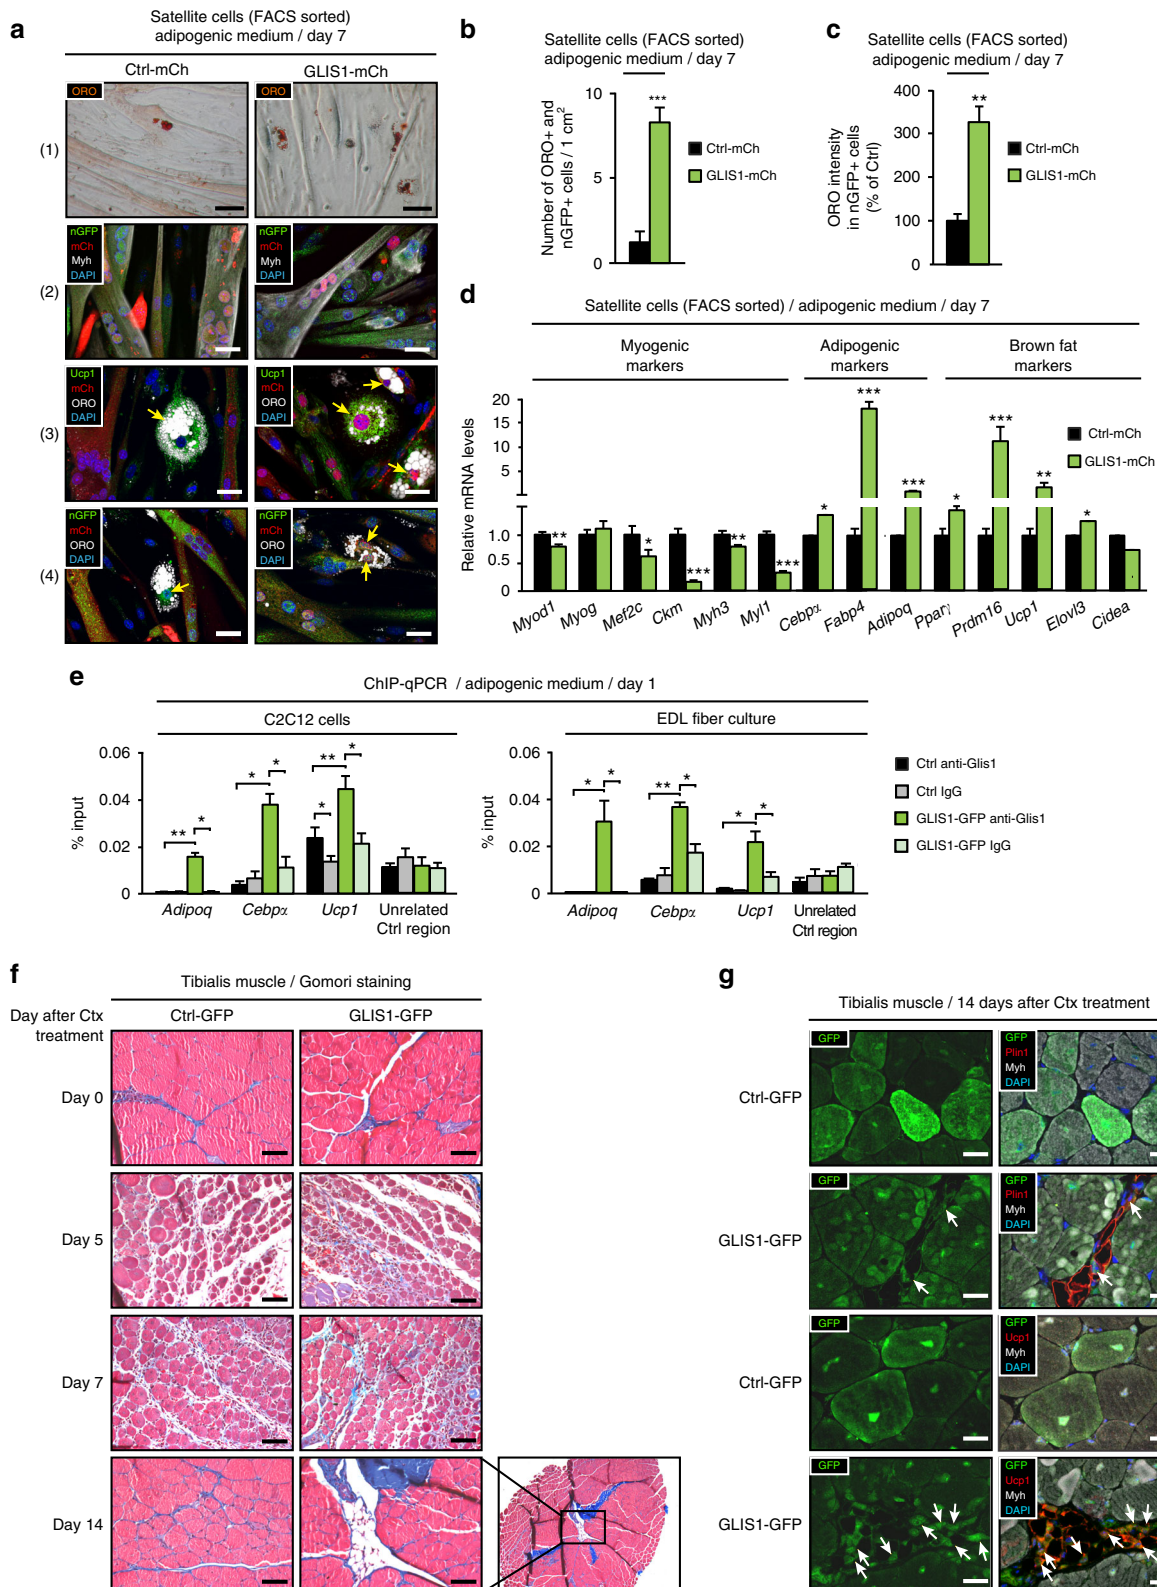 a
Satellite cells (FACS sorted)
adipogenic medium / day 7
Ctrl-mCh
GLIS1-mCh
(1)
ORO
ORO
(2)
nGFP
mCh
Myh
DAPI
nGFP
mCh
Myh
DAPI
(3)
Ucp1
mCh
ORO
DAPI
Ucp1
mCh
ORO
DAPI
(4)
nGFP
mCh
ORO
DAPI
nGFP
mCh
ORO
DAPI
b
Satellite cells (FACS sorted)
adipogenic medium / day 7
Number of ORO+ and
nGFP+ cells / 1 cm²
10
5
0
***
Ctrl-mCh
GLIS1-mCh
c
Satellite cells (FACS sorted)
adipogenic medium / day 7
ORO intensity
in nGFP+ cells
(% of Ctrl)
400
300
200
100
0
**
Ctrl-mCh
GLIS1-mCh
d
Satellite cells (FACS sorted) / adipogenic medium / day 7
Myogenic
markers
Adipogenic
markers
Brown fat
markers
Relative mRNA levels
20
15
10
5
1.0
0.5
0
** * *** ** *** * *** *** * *** ** *
Ctrl-mCh
GLIS1-mCh
Myod1 Myog Mef2c Ckm Myh3 Myl1 Cebpα Fabp4 Adipoq Pparγ Prdm16 Ucp1 Elovl3 Cidea
e
ChIP-qPCR / adipogenic medium / day 1
C2C12 cells
% input
0.06
0.04
0.02
0
** * * * * ** *
Adipoq Cebpα Ucp1 Unrelated
Ctrl region
EDL fiber culture
% input
0.06
0.04
0.02
0
* * ** * * *
Adipoq Cebpα Ucp1 Unrelated
Ctrl region
Ctrl anti-Glis1
Ctrl IgG
GLIS1-GFP anti-Glis1
GLIS1-GFP IgG
f
Tibialis muscle / Gomori staining
Day after Ctx
treatment
Ctrl-GFP
GLIS1-GFP
Day 0
Day 5
Day 7
Day 14
g
Tibialis muscle / 14 days after Ctx treatment
Ctrl-GFP
GFP
GFP
Plin1
Myh
DAPI
GLIS1-GFP
GFP
GFP
Plin1
Myh
DAPI
Ctrl-GFP
GFP
GFP
Ucp1
Myh
DAPI
GLIS1-GFP
GFP
GFP
Ucp1
Myh
DAPI